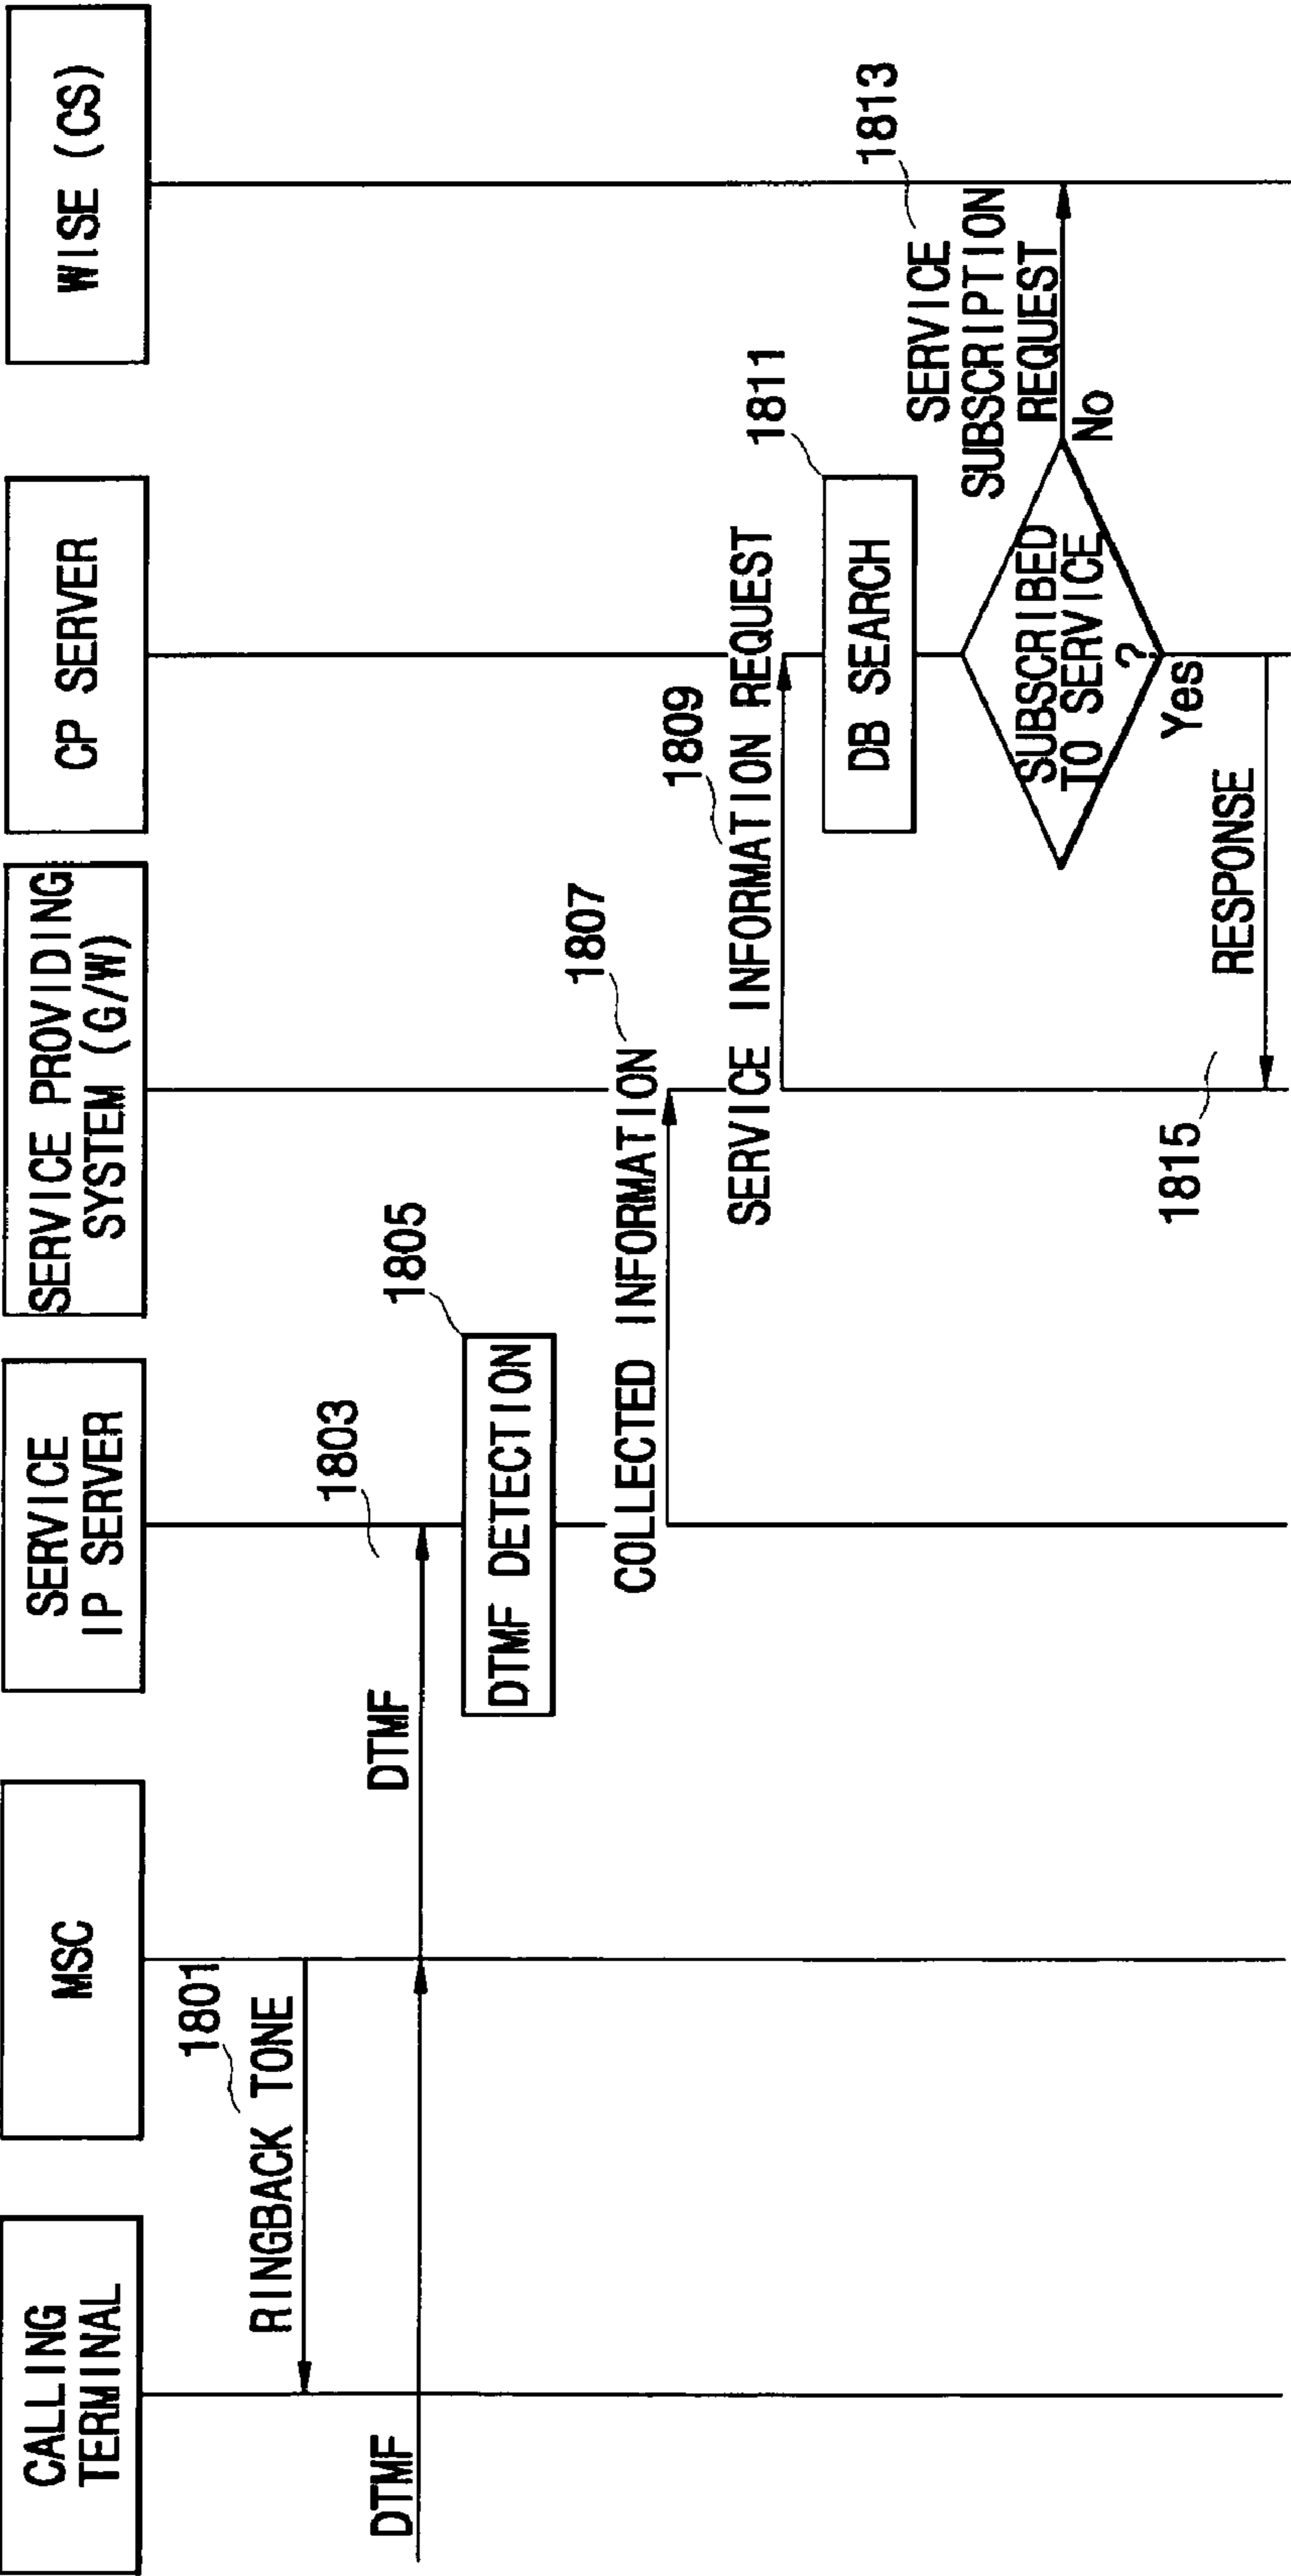 CALLING
TERMINAL
MSC
SERVICE
IP SERVER
SERVICE PROVIDING
SYSTEM (G/W)
CP SERVER
WISE (CS)
1801
RINGBACK TONE
DTMF
DTMF
1803
DTMF DETECTION
1805
COLLECTED INFORMATION
1807
SERVICE INFORMATION REQUEST
1809
DB SEARCH
1811
SUBSCRIBED
TO SERVICE
?
No
SERVICE
SUBSCRIPTION
REQUEST
1813
Yes
RESPONSE
1815